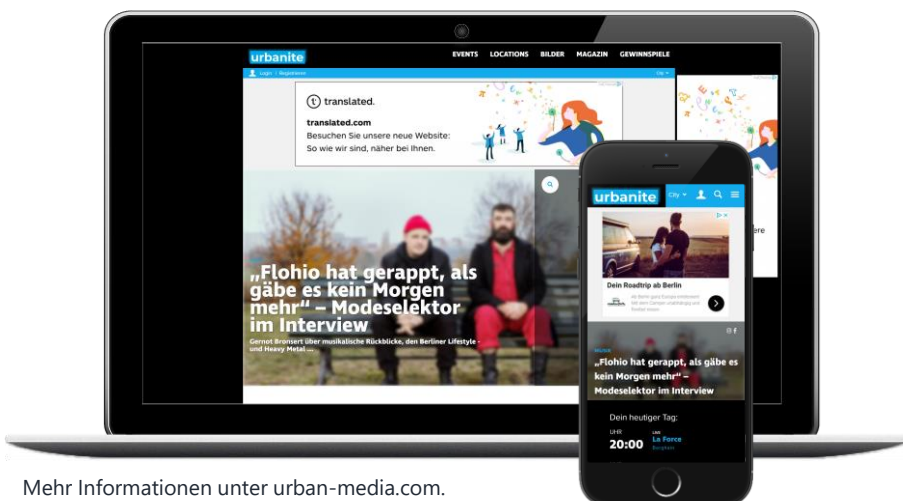 urbanite
EVENTS LOCATIONS BILDER MAGAZIN GEWINNSPIELE
Login / Registrieren
City
translated.
translated.com
Besuchen Sie unsere neue Website:
So wie wir sind, näher bei Ihnen.
„Flohio hat gerappt, als
gäbe es kein Morgen
mehr“ – Modeselektor
im Interview
Gernot Bronsert über musikalische Rückblicke, den Berliner Lifestyle -
und Heavy Metal ...
urbanite
City
Dein Roadtrip ab Berlin
MUSIK
„Flohio hat gerappt, als gäbe es
kein Morgen mehr“ –
Modeselektor im Interview
Dein heutiger Tag:
UHR
20:00
LIVE
La Force
Berghain
Mehr Informationen unter urban-media.com.